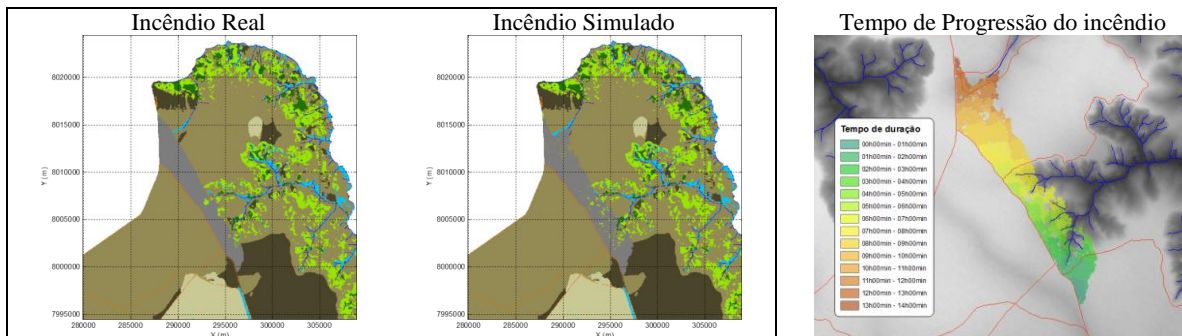 Incêndio Real
Incêndio Simulado
Tempo de Progressão do incêndio
8020000
8015000
8010000
8005000
8000000
7995000
Y (m)
280000 285000 290000 295000 300000 305000
X (m)
8020000
8015000
8010000
8005000
8000000
7995000
Y (m)
280000 285000 290000 295000 300000 305000
X (m)
Tempo de duração
00h00min - 01h00min
01h00min - 02h00min
02h00min - 03h00min
03h00min - 04h00min
04h00min - 05h00min
05h00min - 06h00min
06h00min - 07h00min
07h00min - 08h00min
08h00min - 09h00min
09h00min - 10h00min
10h00min - 11h00min
11h00min - 12h00min
12h00min - 13h00min
13h00min - 14h00min